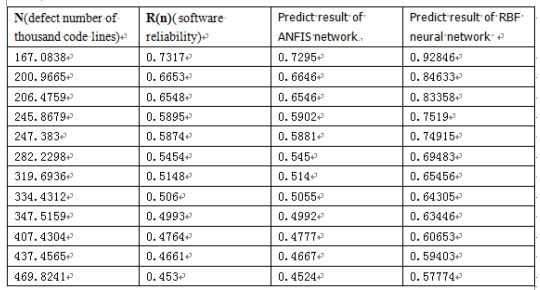 N(defect number of thousand code lines) R(n)(software reliability) Predict result of ANFIS network Predict result of RBF neural network
167.0838 0.7317 0.7295 0.92846
200.9665 0.6653 0.6646 0.84633
206.4759 0.6548 0.6546 0.83358
245.8679 0.5895 0.5902 0.7519
247.383 0.5874 0.5881 0.74915
282.2298 0.5454 0.545 0.69483
319.6936 0.5148 0.514 0.65456
334.4312 0.506 0.5055 0.64305
347.5159 0.4993 0.4992 0.63446
407.4304 0.4764 0.4777 0.60653
437.4565 0.4661 0.4667 0.59403
469.8241 0.453 0.4524 0.57774